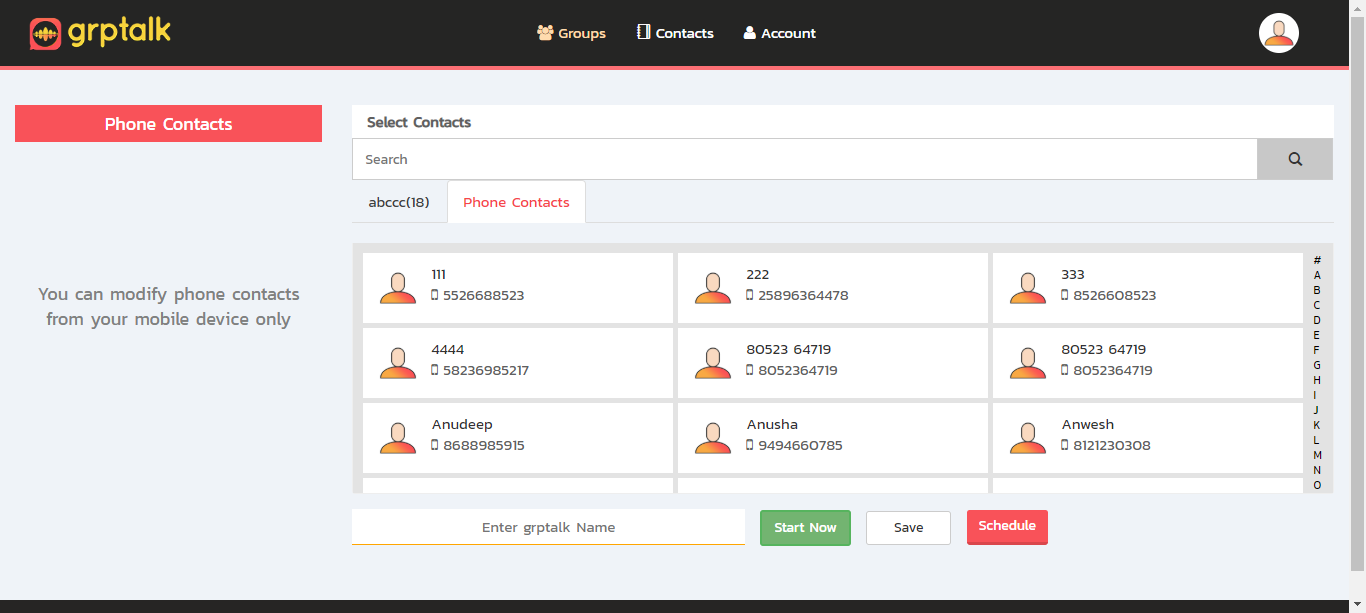 grptalk
Groups Contacts Account
Phone Contacts
Select Contacts
Search
abccc(18) Phone Contacts
You can modify phone contacts
from your mobile device only
111
5526688523
222
25896364478
333
8526608523
4444
58236985217
80523 64719
8052364719
80523 64719
8052364719
Anudeep
8688985915
Anusha
9494660785
Anwesh
8121230308
#
A
B
C
D
E
F
G
H
I
J
K
L
M
N
O
Enter grptalk Name Start Now Save Schedule